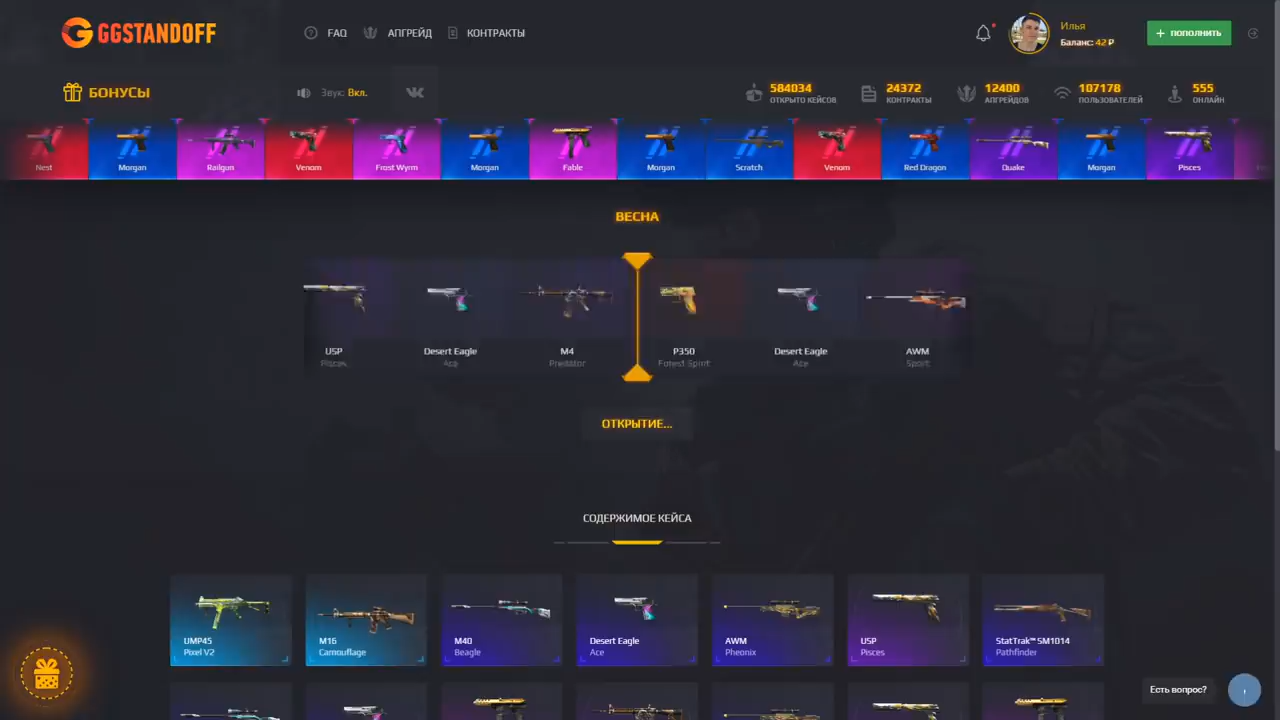 GGSTANDOFF
FAQ
АПГРЕЙД
КОНТРАКТЫ
Илья
Баланс: 42 ₽
+ ПОПОЛНИТЬ
БОНУСЫ
Звук: Вкл.
584034
ОТКРЫТО КЕЙСОВ
24372
КОНТРАКТЫ
12400
АПГРЕЙДОВ
107178
ПОЛЬЗОВАТЕЛЕЙ
555
ОНЛАЙН
Nest
Morgan
Railgun
Venom
Frost Wyrm
Morgan
Fable
Morgan
Scratch
Venom
Red Dragon
Quake
Morgan
Pisces
ВЕСНА
USP
Pisces
Desert Eagle
Ace
M4
Predator
P350
Forest Spirit
Desert Eagle
Ace
AWM
Sport
ОТКРЫТИЕ...
СОДЕРЖИМОЕ КЕЙСА
UMP45
Pixel V2
M16
Camouflage
M40
Beagle
Desert Eagle
Ace
AWM
Pheonix
USP
Pisces
StatTrak™ SM1014
Pathfinder
Есть вопрос?